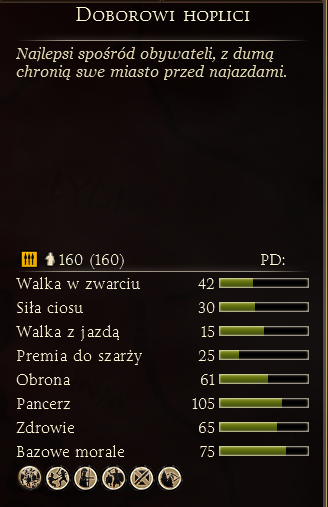 Doborowi hoplici
Najlepsi spośród obywateli, z dumą
chronią swe miasto przed najazdami.
160 (160) PD:
Walka w zwarciu 42
Siła ciosu 30
Walka z jazdą 15
Premia do szarży 25
Obrona 61
Pancerz 105
Zdrowie 65
Bazowe morale 75